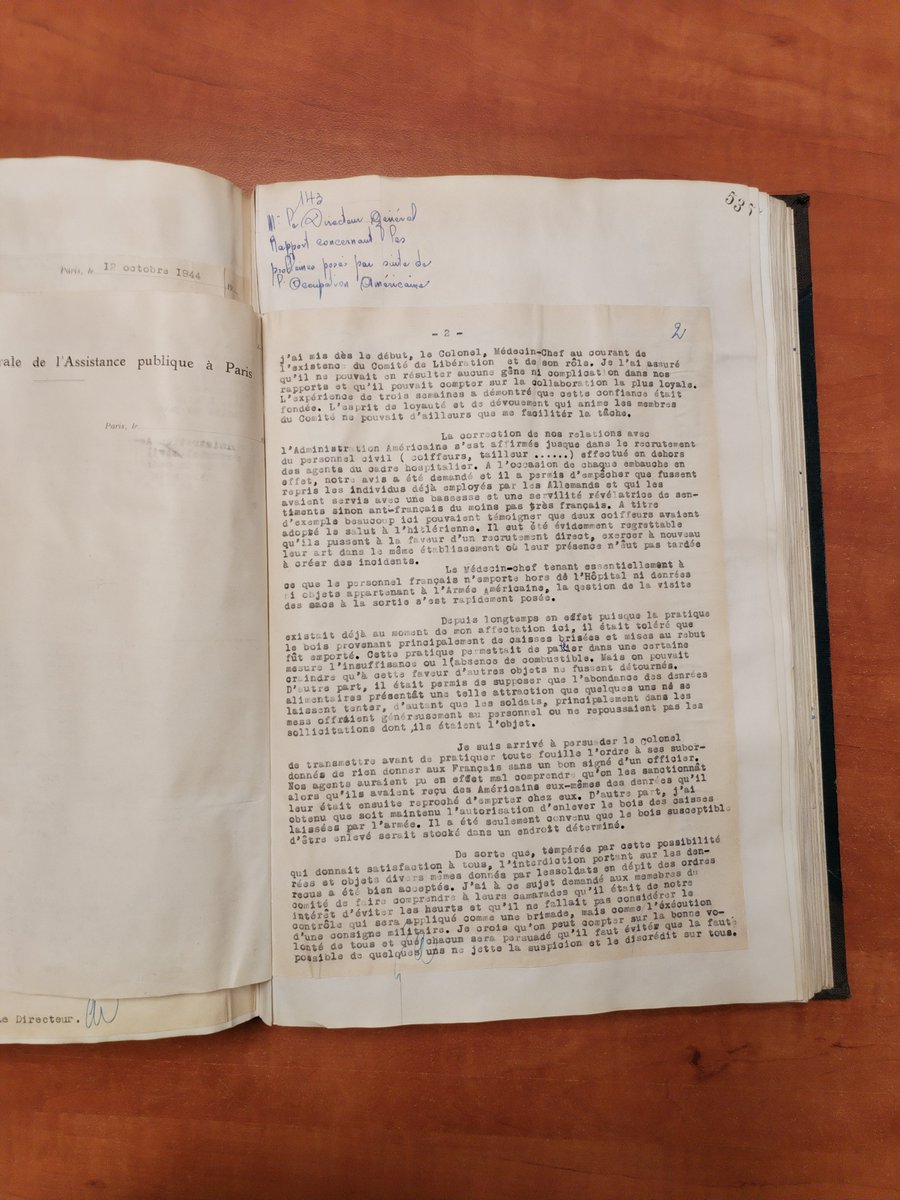 Paris, le 12 octobre 1944
rale de l'Assistance publique à Paris
Paris, le
Le Directeur.
535
143
Mr le Directeur Général
Rapport concernant les
problèmes posés par suite de
l'Occupation Américaine
- 2 -
2
j'ai mis dès le début, le Colonel, Médecin-Chef au courant de
l'existence du Comité de Libération et de son rôle. Je l'ai assuré
qu'il ne pouvait en résulter aucune gêne ni complication dans nos
rapports et qu'il pouvait compter sur la collaboration la plus loyale.
L'expérience de trois semaines a démontré que cette confiance était
fondée. L'esprit de loyauté et de dévouement qui anime les membres
du Comité ne pouvait d'ailleurs que me faciliter la tâche.
La correction de nos relations avec
l'Administration Américaine s'est affirmée jusque dans le recrutement
du personnel civil ( coiffeurs, tailleur ......) effectué en dehors
des agents du cadre hospitalier. A l'occasion de chaque embauche en
effet, notre avis a été demandé et il a permis d'empêcher que fussent
repris les individus déjà employés par les Allemands et qui les
avaient servis avec une bassesse et une servilité révélatrice de sen-
timents sinon anti-français du moins pas très français. A titre
d'exemple beaucoup ici pouvaient témoigner que deux coiffeurs avaient
adopté le salut à l'hitlérienne. Il eut été évidemment regrettable
qu'ils pussent à la faveur d'un recrutement direct, exercer à nouveau
leur art dans le même établissement où leur présence n'eut pas tardée
à créer des incidents.
Le Médecin-chef tenant essentiellement à
ce que le personnel français n'emporte hors de l'Hôpital ni denrées
ni objets appartenant à l'Armée Américaine, la qestion de la visite
des sacs à la sortie s'est rapidement posée.
Depuis longtemps en effet puisque la pratique
existait déjà au moment de mon affectation ici, il était toléré que
le bois provenant principalement de caisses brisées et mises au rebut
fût emporté. Cette pratique permettait de pallier dans une certaine
mesure l'insuffisance ou l'absence de combustible. Mais on pouvait
craindre qu'à cette faveur d'autres objets ne fussent détournés.
D'autre part, il était permis de supposer que l'abondance des denrées
alimentaires présentât une telle attraction que quelques uns ne se
laissent tenter, d'autant que les soldats, principalement dans les
mess offraient généreusement au personnel ou ne repoussaient pas les
sollicitations dont ils étaient l'objet.
Je suis arrivé à persuader le Colonel
de transmettre avant de pratiquer toute fouille l'ordre à ses subor-
donnés de rien donner aux Français sans un bon signé d'un officier.
Nos agents auraient pu en effet mal comprendre qu'on les sanctionnât
alors qu'ils avaient reçu des Américains eux-mêmes des denrées qu'il
leur était ensuite reproché d'emprter chez eux. D'autre part, j'ai
obtenu que soit maintenu l'autorisation d'enlever le bois des caisses
laissées par l'armée. Il a été seulement convenu que le bois susceptible
d'être enlevé serait stocké dans un endroit déterminé.
De sorte que, tempérée par cette possibilité
qui donnait satisfaction à tous, l'interdiction portant sur les den-
rées et objets divers mêmes donnés par lessoldats en dépit des ordres
reçus a été bien acceptée. J'ai à ce sujet demandé aux memebres du
comité de faire comprendre à leurs camarades qu'il était de notre
intérêt d'éviter les heurts et qu'il ne fallait pas considérer le
contrôle qui sera appliqué comme une brimade, mais comme l'éxécution
d'une consigne militaire. Je crois qu'on peut compter sur la bonne vo-
lonté de tous et que chacun sera persuadé qu'il faut éviter que la faute
possible de quelques uns ne jette la suspicion et le discrédit sur tous.